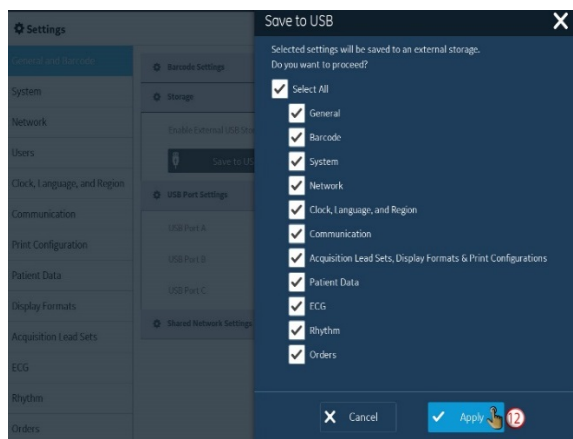 Settings
General and Barcode
System
Network
Users
Clock, Language, and Region
Communication
Print Configuration
Patient Data
Display Formats
Acquisition Lead Sets
ECG
Rhythm
Orders
Barcode Settings
Storage
Enable External USB Sto
Save to US
USB Port Settings
USB Port A
USB Port B
USB Port C
Shared Network Settings
Save to USB
X
Selected settings will be saved to an external storage.
Do you want to proceed?
Select All
General
Barcode
System
Network
Clock, Language, and Region
Communication
Acquisition Lead Sets, Display Formats & Print Configurations
Patient Data
ECG
Rhythm
Orders
Cancel
Apply
12